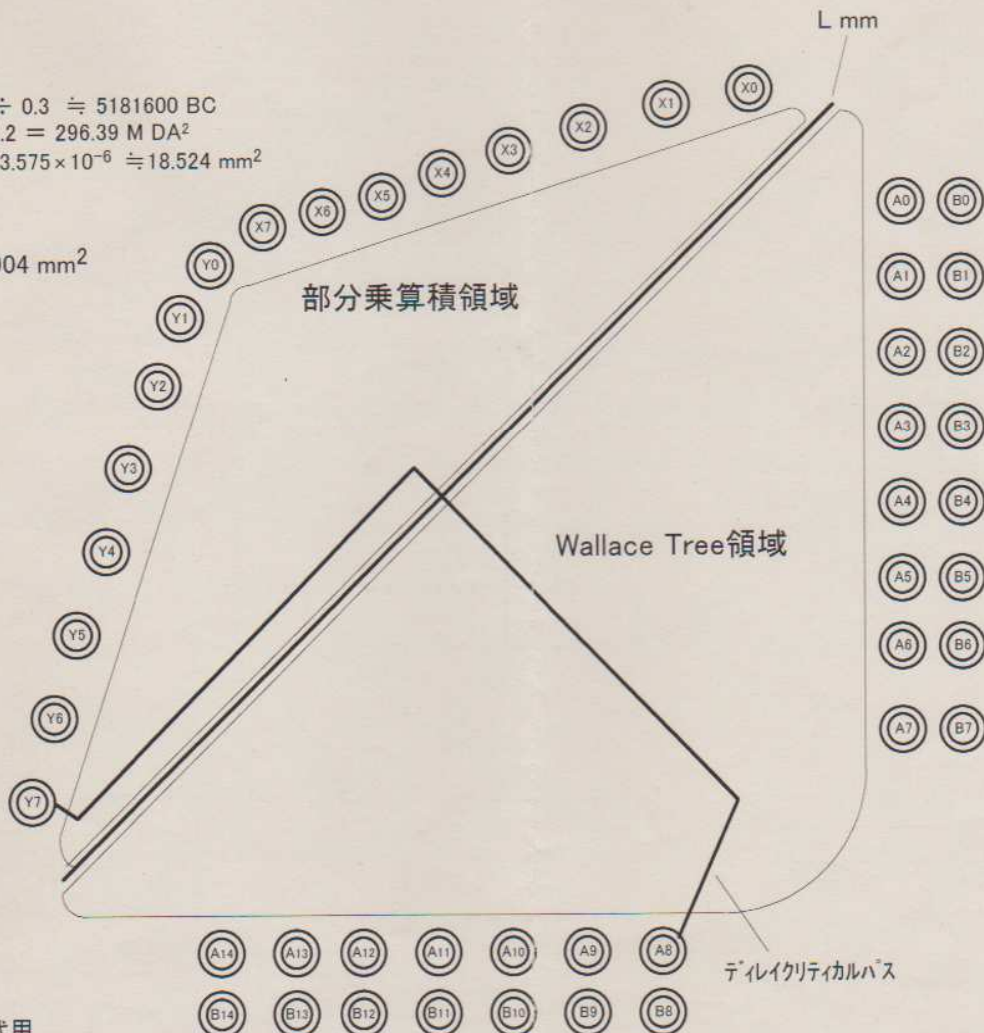 L mm
÷ 0.3 ≒ 5181600 BC
.2 = 296.39 M DA²
3.575×10⁻⁶ ≒18.524 mm²
04 mm²
X0
X1
X2
X3
X4
X5
X6
X7
Y0
Y1
Y2
Y3
Y4
Y5
Y6
Y7
部分乗算積領域
Wallace Tree領域
A0 B0
A1 B1
A2 B2
A3 B3
A4 B4
A5 B5
A6 B6
A7 B7
A14 A13 A12 A11 A10 A9 A8
B14 B13 B12 B11 B10 B9 B8
ディレイクリティカルパス